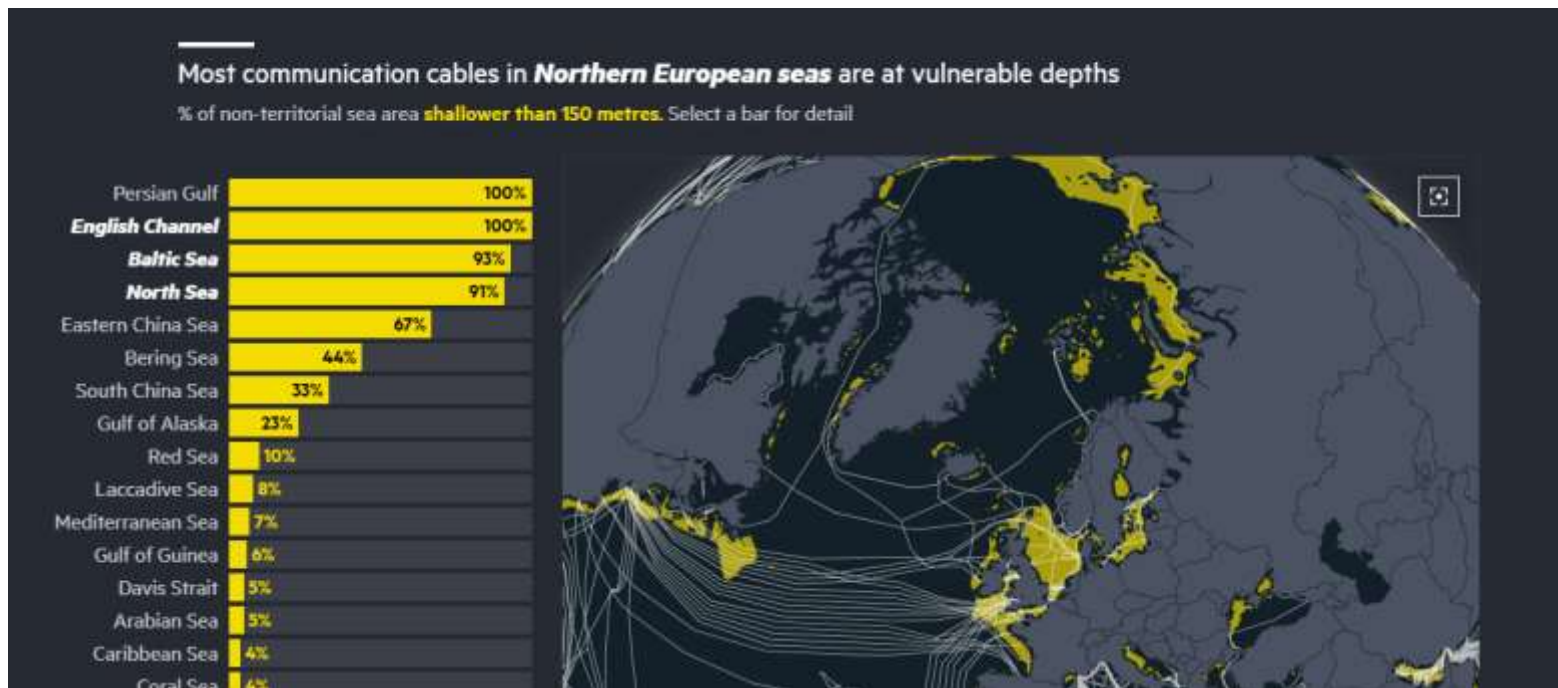 Most communication cables in Northern European seas are at vulnerable depths
% of non-territorial sea area shallower than 150 metres. Select a bar for detail
Persian Gulf 100%
English Channel 100%
Baltic Sea 93%
North Sea 91%
Eastern China Sea 67%
Bering Sea 44%
South China Sea 33%
Gulf of Alaska 23%
Red Sea 10%
Laccadive Sea 8%
Mediterranean Sea 7%
Gulf of Guinea 6%
Davis Strait 5%
Arabian Sea 5%
Caribbean Sea 4%
Coral Sea 4%